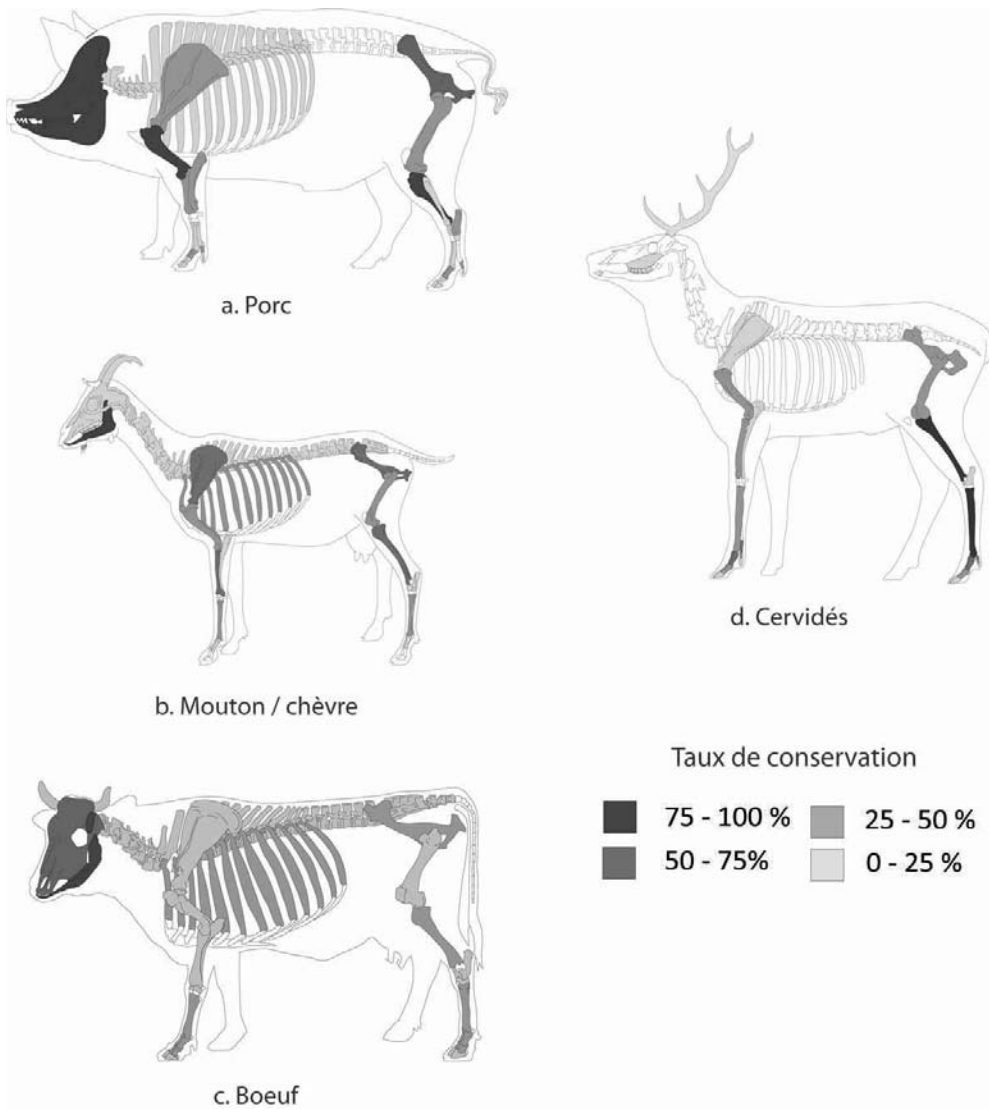 a. Porc
b. Mouton / chèvre
c. Boeuf
d. Cervidés
Taux de conservation
75 - 100 %
25 - 50 %
50 - 75%
0 - 25 %